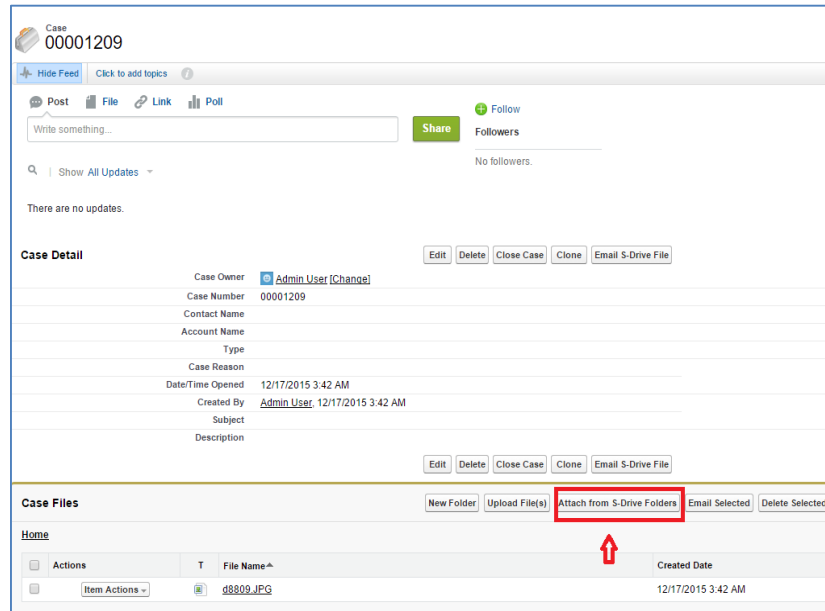 Case
00001209
Hide Feed Click to add topics i
Post File Link Poll
Write something...
Share
Follow
Followers
No followers.
Show All Updates
There are no updates.
Case Detail
Edit Delete Close Case Clone Email S-Drive File
Case Owner Admin User [Change]
Case Number 00001209
Contact Name
Account Name
Type
Case Reason
Date/Time Opened 12/17/2015 3:42 AM
Created By Admin User, 12/17/2015 3:42 AM
Subject
Description
Edit Delete Close Case Clone Email S-Drive File
Case Files
New Folder Upload File(s) Attach from S-Drive Folders Email Selected Delete Selected
Home
Actions T File Name Created Date
Item Actions d8809.JPG 12/17/2015 3:42 AM